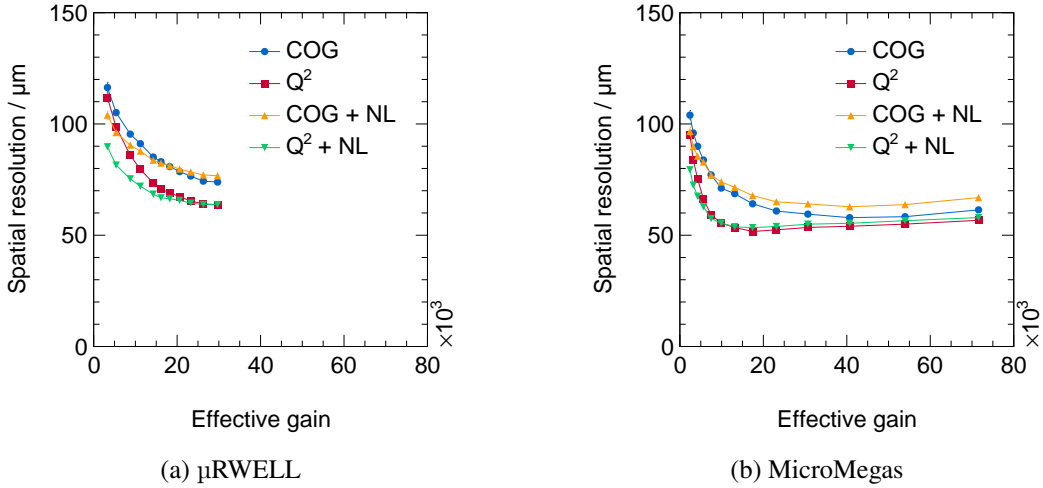 150
100
50
0
0 20 40 60 80
×10³
Spatial resolution / μm
Effective gain
COG
Q²
COG + NL
Q² + NL
(a) μRWELL
150
100
50
0
0 20 40 60 80
×10³
Spatial resolution / μm
Effective gain
COG
Q²
COG + NL
Q² + NL
(b) MicroMegas